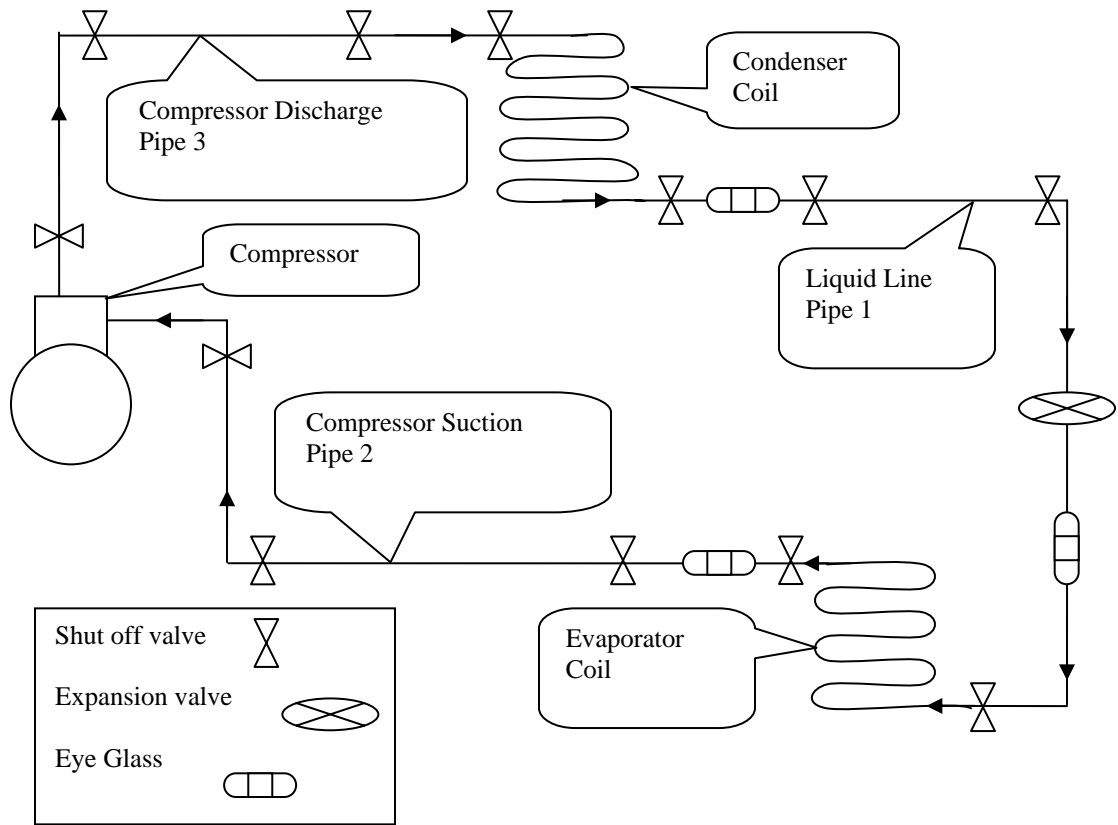 Condenser
Coil
Compressor Discharge
Pipe 3
Compressor
Liquid Line
Pipe 1
Compressor Suction
Pipe 2
Evaporator
Coil
Shut off valve
Expansion valve
Eye Glass